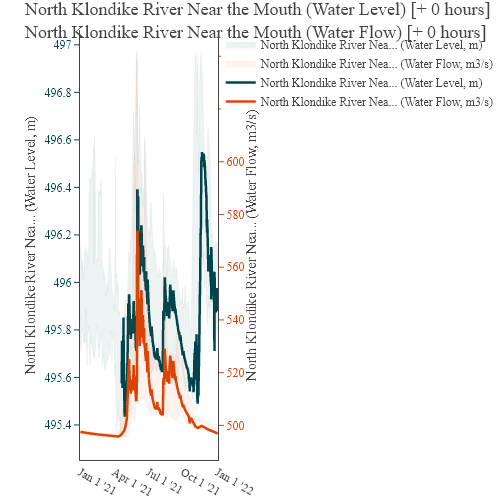 North Klondike River Near the Mouth (Water Level) [+ 0 hours]
North Klondike River Near the Mouth (Water Flow) [+ 0 hours]
North Klondike River Nea... (Water Level, m)
North Klondike River Nea... (Water Flow, m3/s)
North Klondike River Nea... (Water Level, m)
North Klondike River Nea... (Water Flow, m3/s)
North Klondike River Nea... (Water Level, m)
497
496.8
496.6
496.4
496.2
496
495.8
495.6
495.4
600
580
560
540
520
500
North Klondike River Nea... (Water Flow, m3/s)
Jan 1 '21
Apr 1 '21
Jul 1 '21
Oct 1 '21
Jan 1 '22